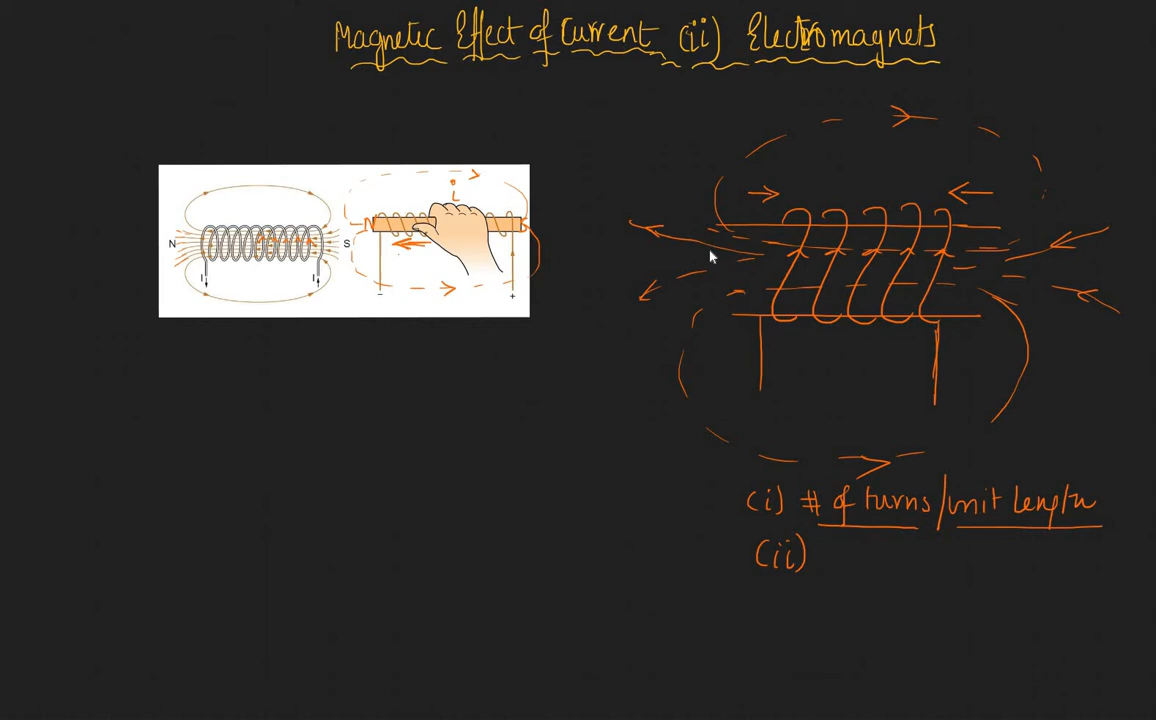 Magnetic Effect of Current (ii) Electromagnets
N
S
I
I
N
S
i
-
+
(i) # of turns/unit length
(ii)